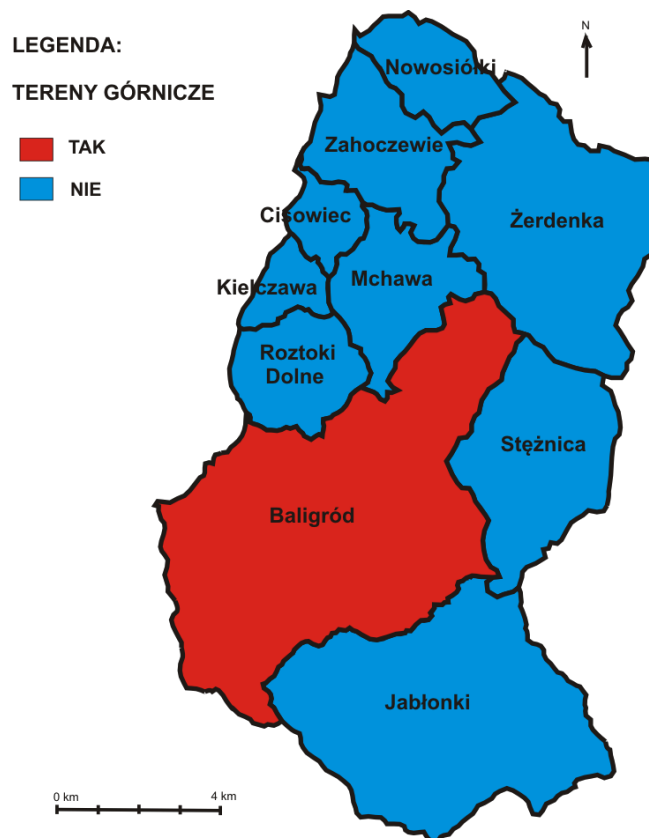 LEGENDA:
TERENY GÓRNICZE
TAK
NIE
N
Nowosiółki
Zahoczewie
Cisowiec
Żerdenka
Kielczawa
Mchawa
Roztoki
Dolne
Stężnica
Baligród
Jabłonki
0 km
4 km